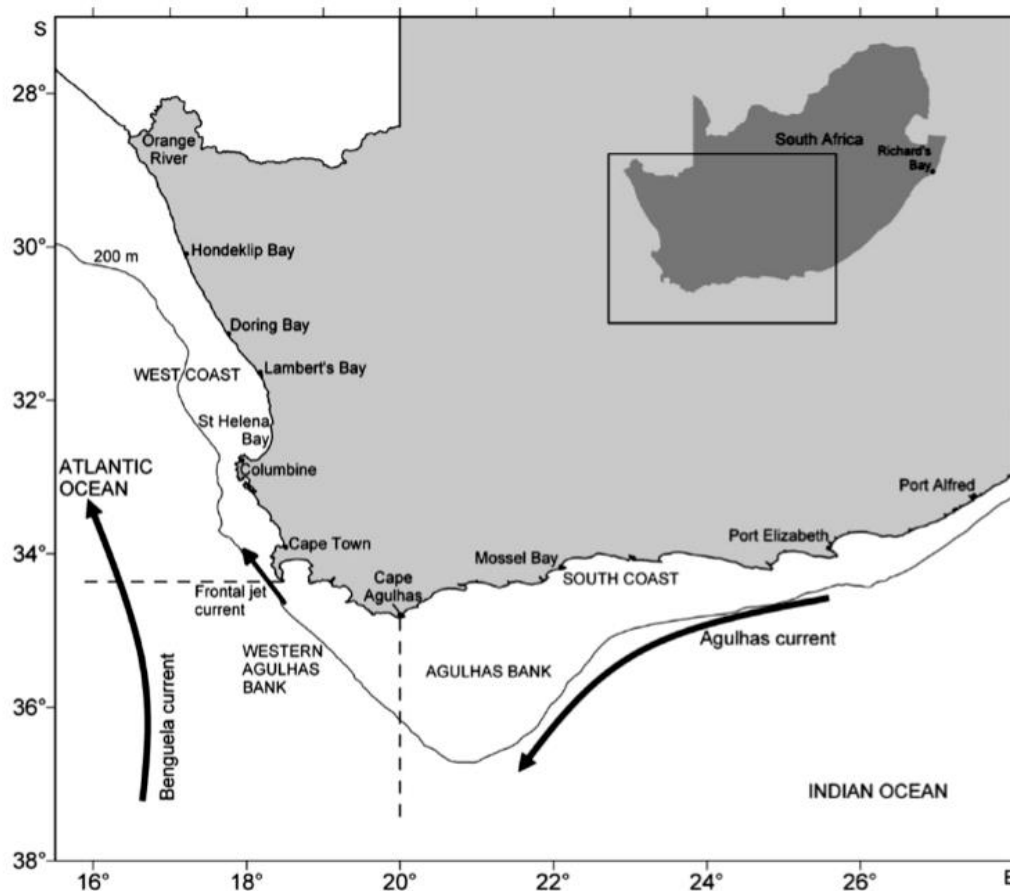 S
28°
30°
32°
34°
36°
38°
16°
18°
20°
22°
24°
26°
E
Orange
River
South Africa
Richard's
Bay
200 m
Hondeklip Bay
Doring Bay
WEST COAST
Lambert's Bay
St Helena
Bay
Columbine
ATLANTIC
OCEAN
Cape Town
Frontal jet
current
Cape
Agulhas
Mossel Bay
SOUTH COAST
Port Elizabeth
Port Alfred
WESTERN
AGULHAS
BANK
AGULHAS BANK
Agulhas current
Benguela current
INDIAN OCEAN